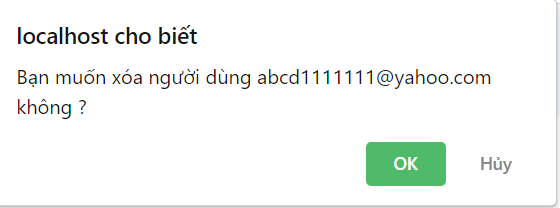 localhost cho biết
Bạn muốn xóa người dùng abcd1111111@yahoo.com
không ?
OK
Hủy